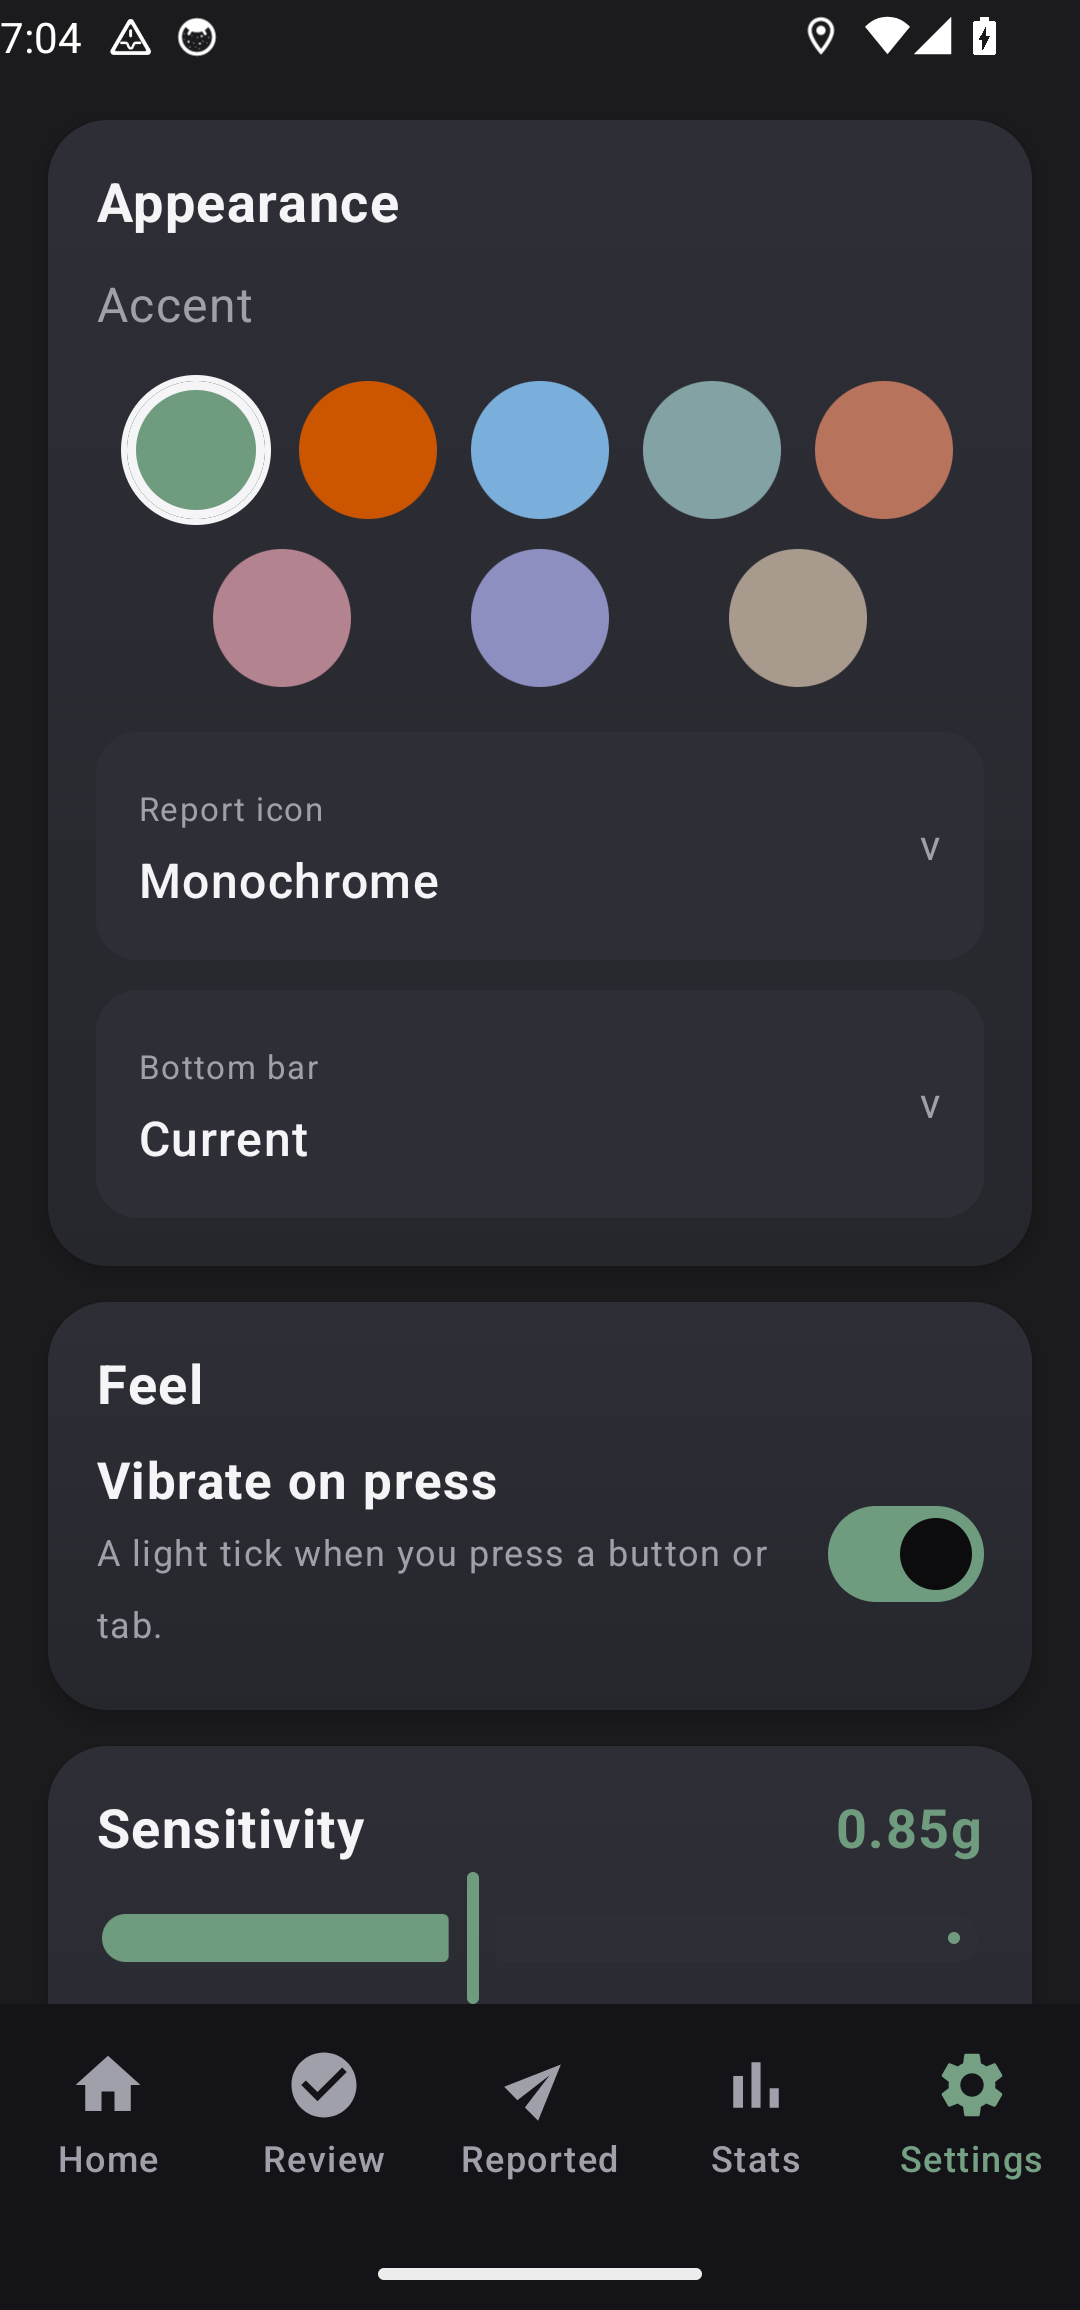 7:04
Appearance
Accent
Report icon
Monochrome
v
Bottom bar
Current
v
Feel
Vibrate on press
A light tick when you press a button or
tab.
Sensitivity 0.85g
Home Review Reported Stats Settings